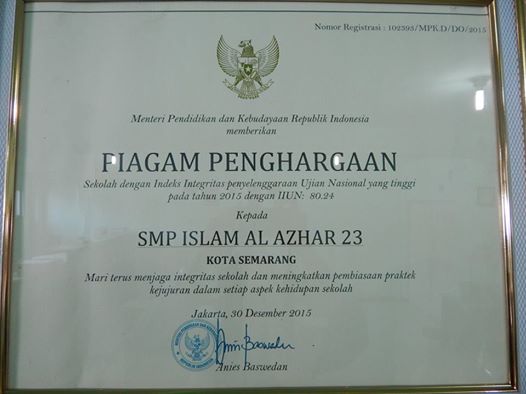 Nomor Registrasi : 102393/MPK.D/DO/2015
Menteri Pendidikan dan Kebudayaan Republik Indonesia
memberikan
PIAGAM PENGHARGAAN
Sekolah dengan Indeks Integritas penyelenggaraan Ujian Nasional yang tinggi
pada tahun 2015 dengan IIUN: 80.24
Kepada
SMP ISLAM AL AZHAR 23
KOTA SEMARANG
Mari terus menjaga integritas sekolah dan meningkatkan pembiasaan praktek
kejujuran dalam setiap aspek kehidupan sekolah
Jakarta, 30 Desember 2015
Anies Baswedan
Anies Baswedan